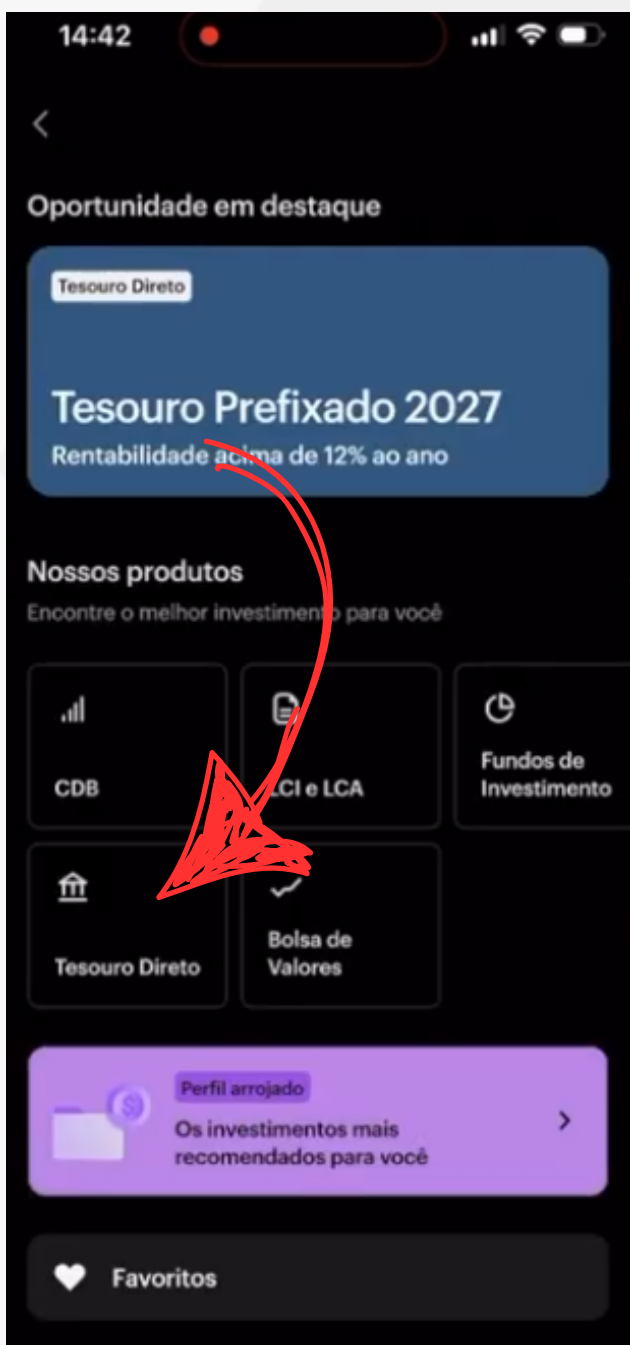 14:42
Oportunidade em destaque
Tesouro Direto
Tesouro Prefixado 2027
Rentabilidade acima de 12% ao ano
Nossos produtos
Encontre o melhor investimento para você
CDB
LCI e LCA
Fundos de
Investimento
Tesouro Direto
Bolsa de
Valores
Perfil arrojado
Os investimentos mais
recomendados para você
Favoritos